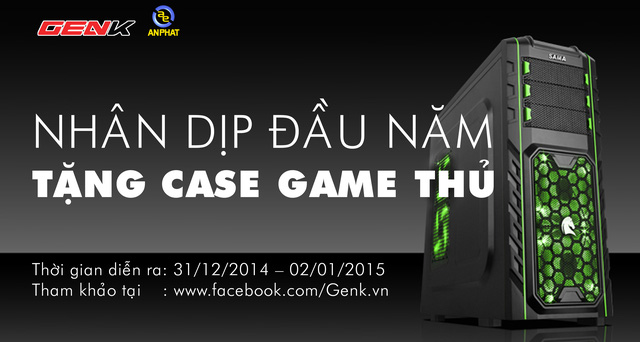 GENK
ANPHAT
SAMA
NHÂN DỊP ĐẦU NĂM
TẶNG CASE GAME THỦ
Thời gian diễn ra: 31/12/2014 – 02/01/2015
Tham khảo tại : www.facebook.com/Genk.vn